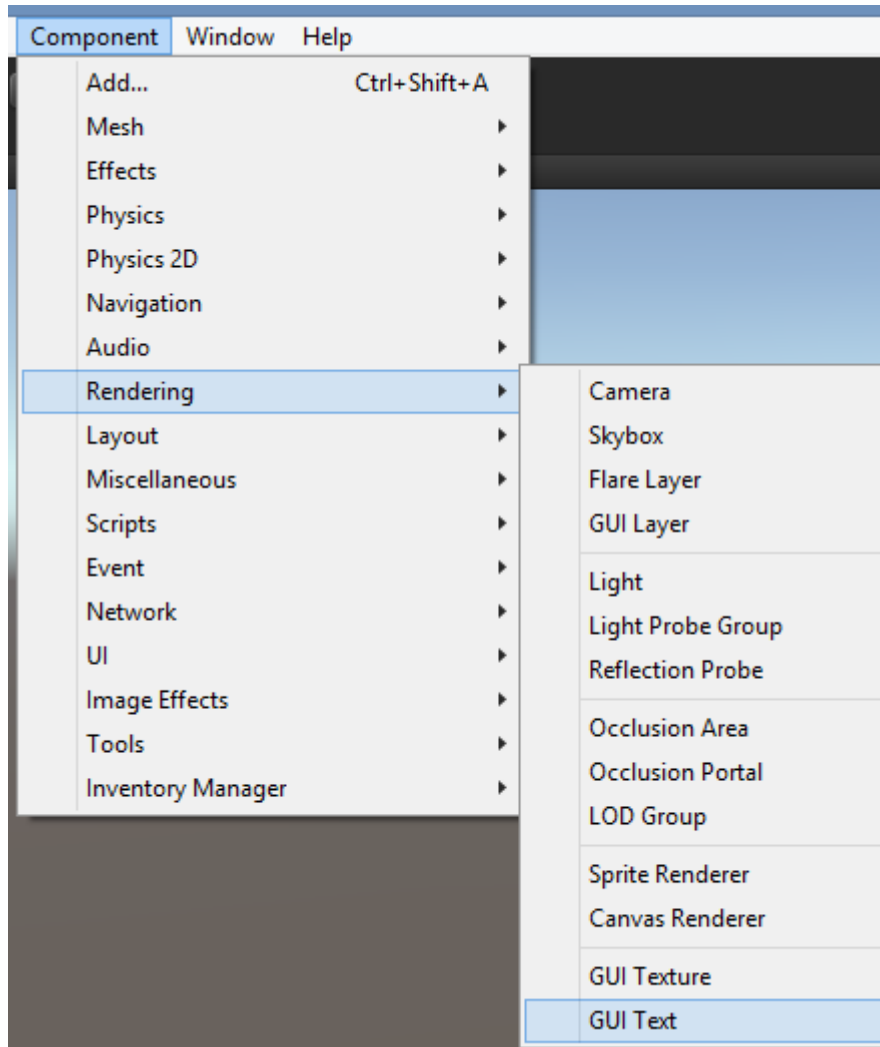 Component Window Help
Add... Ctrl+Shift+A
Mesh
Effects
Physics
Physics 2D
Navigation
Audio
Rendering
Layout
Miscellaneous
Scripts
Event
Network
UI
Image Effects
Tools
Inventory Manager
Camera
Skybox
Flare Layer
GUI Layer
Light
Light Probe Group
Reflection Probe
Occlusion Area
Occlusion Portal
LOD Group
Sprite Renderer
Canvas Renderer
GUI Texture
GUI Text